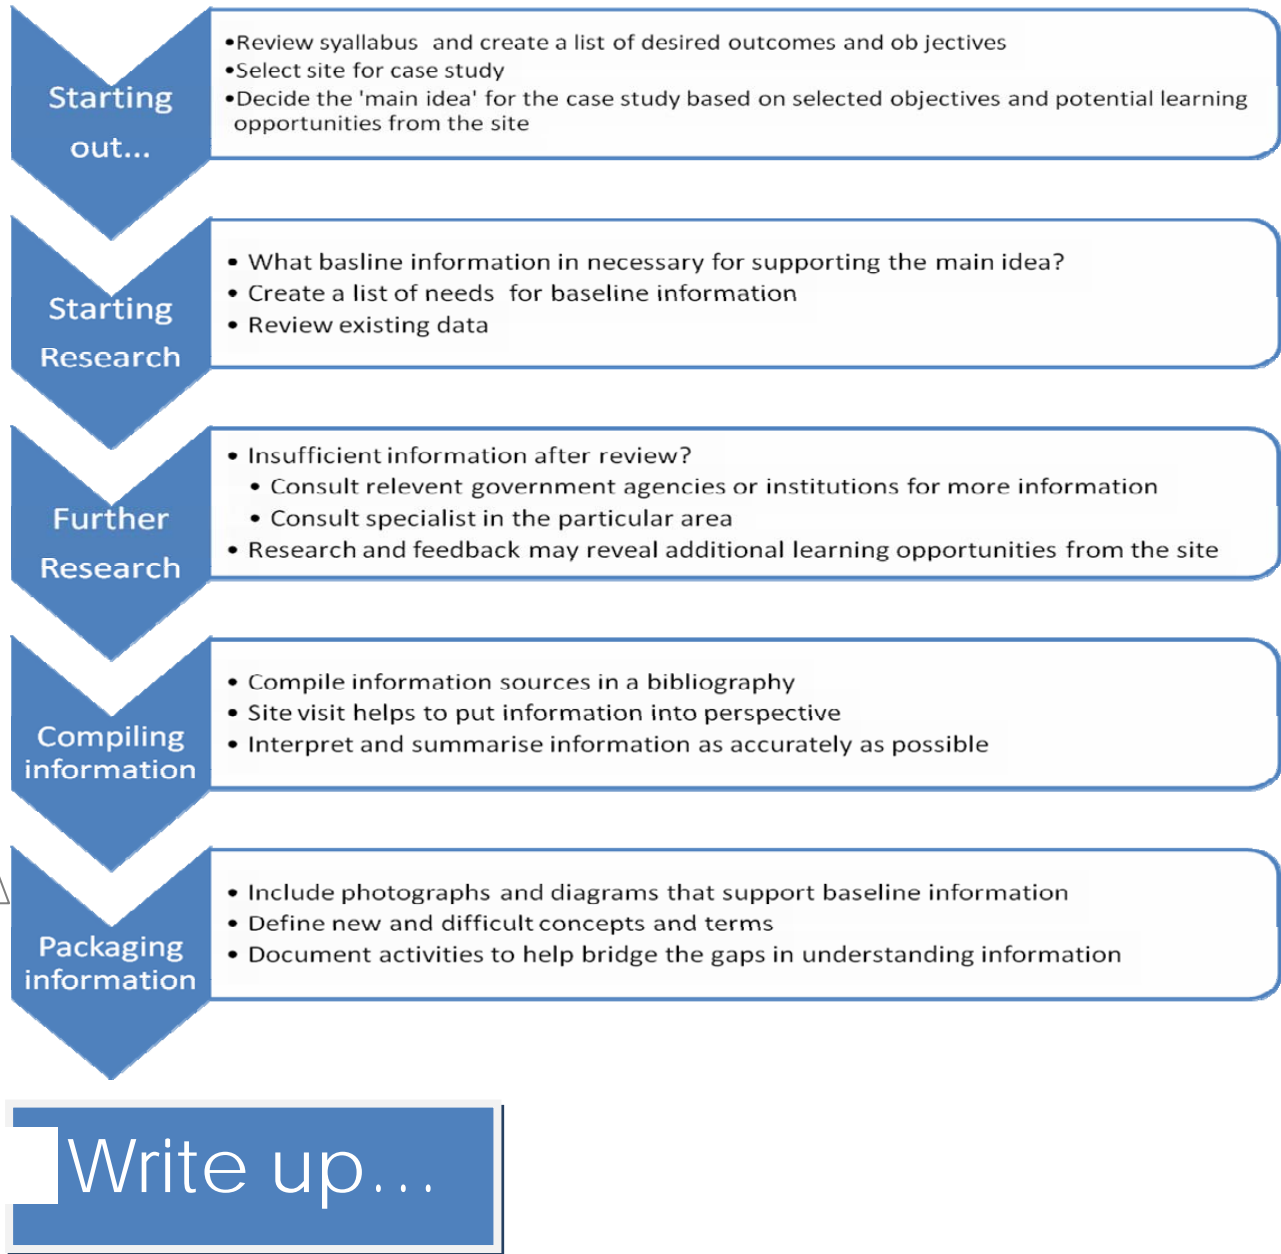 Starting
out...
•Review syallabus  and create a list of desired outcomes and ob jectives
•Select site for case study
•Decide the 'main idea' for the case study based on selected objectives and potential learning
opportunities from the site
Starting
Research
• What basline information in necessary for supporting the main idea?
• Create a list of needs  for baseline information
• Review existing data
Further
Research
• Insufficient information after review?
• Consult relevent government agencies or institutions for more information
• Consult specialist in the particular area
• Research and feedback may reveal additional learning opportunities from the site
Compiling
information
• Compile information sources in a bibliography
• Site visit helps to put information into perspective
• Interpret and summarise information as accurately as possible
Packaging
information
• Include photographs and diagrams that support baseline information
• Define new and difficult concepts and terms
• Document activities to help bridge the gaps in understanding information
Write up...